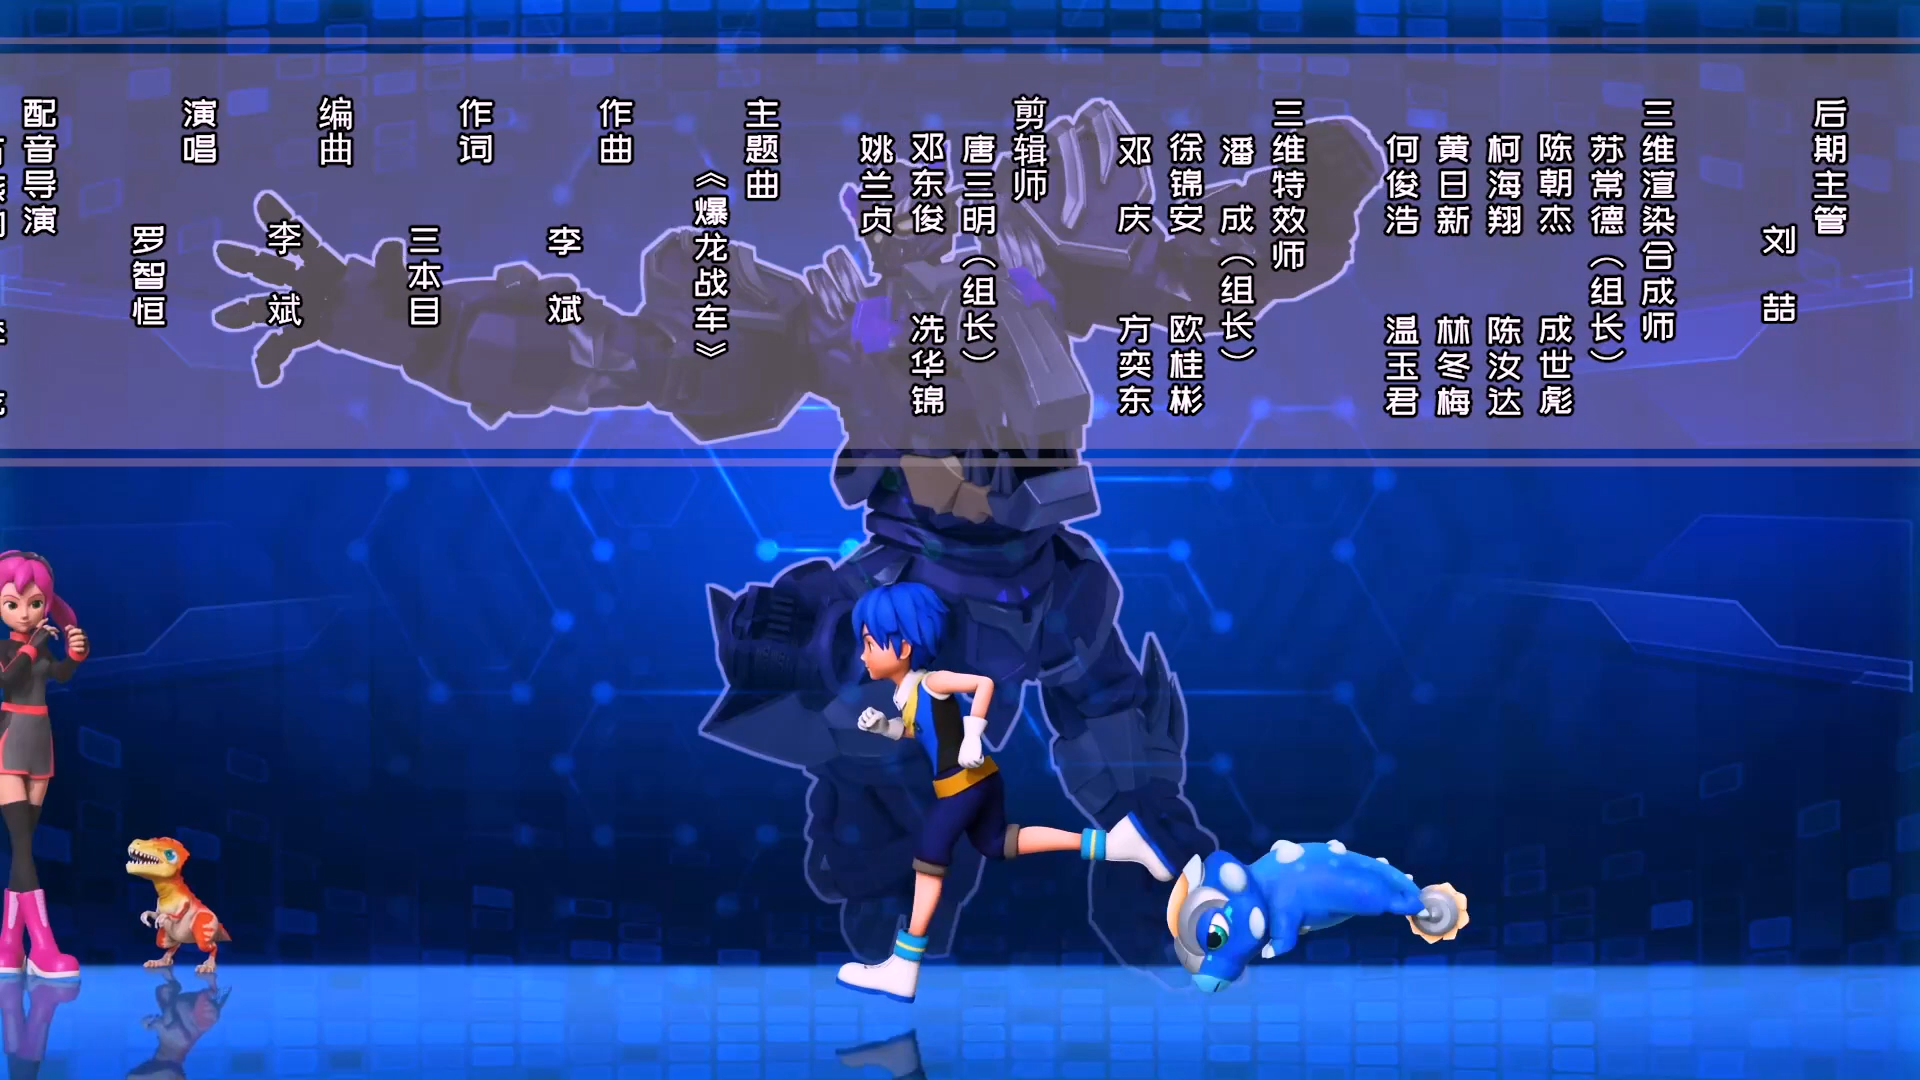 后期主管
刘 喆
三维渲染合成师
苏常德（组长）
陈朝杰 成世彪
柯海翔 陈汝达
黄日新 林冬梅
何俊浩 温玉君
三维特效师
潘 成（组长）
徐锦安 欧桂彬
邓 庆 方奕东
剪辑师
唐三明（组长）
邓东俊 冼华锦
姚兰贞
主题曲
《爆龙战车》
作曲
李 斌
作词
三本目
编曲
李 斌
演唱
罗智恒
配音导演